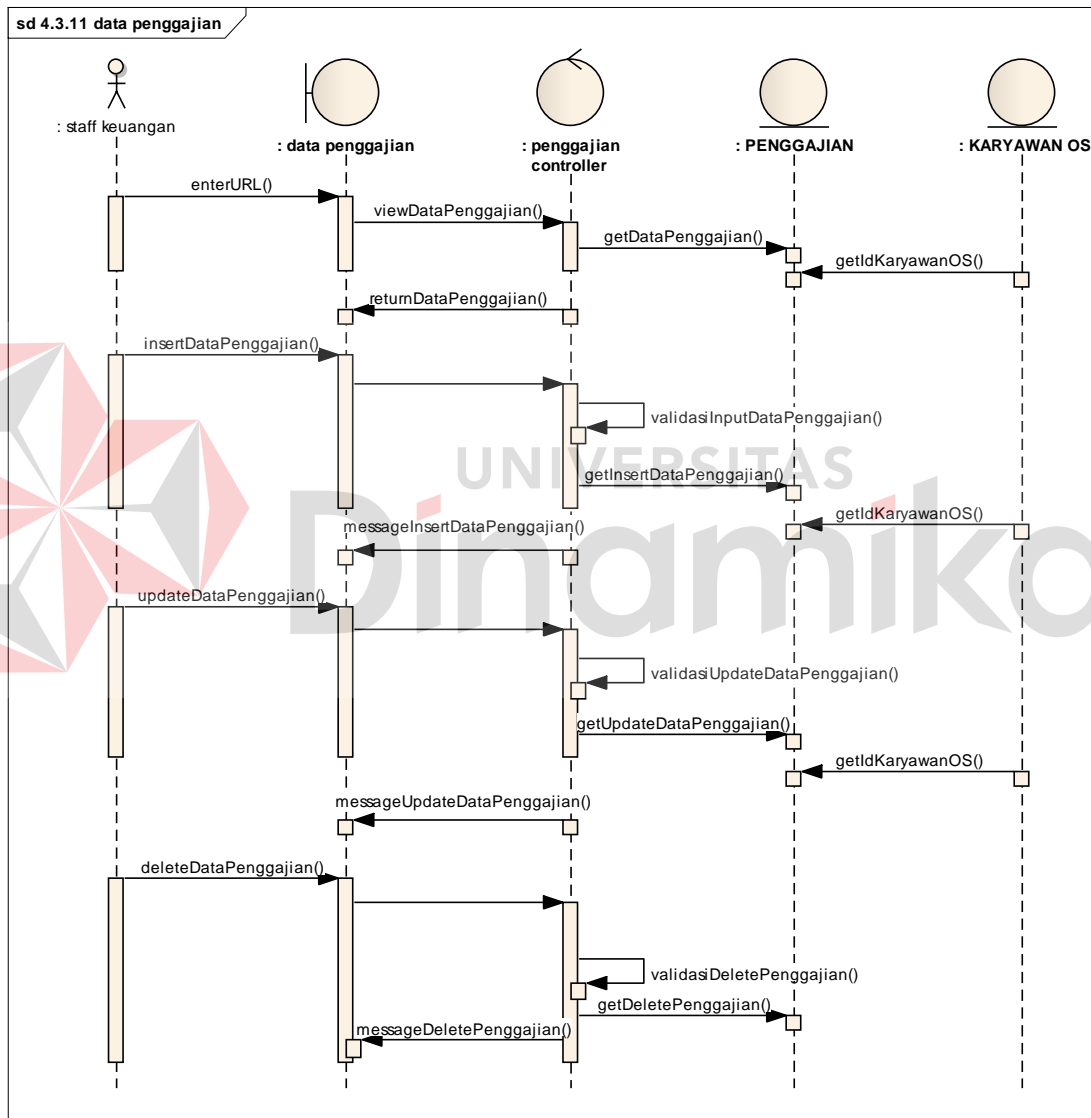 sd 4.3.11 data penggajian
: staff keuangan
: data penggajian
: penggajian
controller
: PENGGAJIAN
: KARYAWAN OS
enterURL()
viewDataPenggajian()
getDataPenggajian()
getIdKaryawanOS()
returnDataPenggajian()
insertDataPenggajian()
validasiInputDataPenggajian()
UNIVERSITAS
getInsertDataPenggajian()
Dinamika
getIdKaryawanOS()
messageInsertDataPenggajian()
updateDataPenggajian()
validasiUpdateDataPenggajian()
getUpdateDataPenggajian()
getIdKaryawanOS()
messageUpdateDataPenggajian()
deleteDataPenggajian()
validasiDeletePenggajian()
getDeletePenggajian()
messageDeletePenggajian()